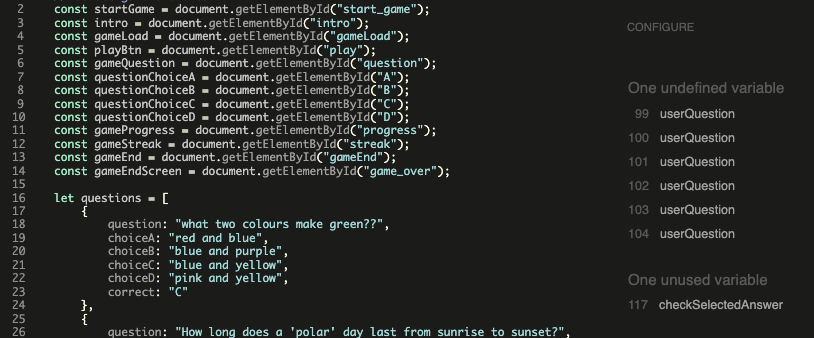 2 const startGame = document.getElementById("start_game");
3 const intro = document.getElementById("intro");
4 const gameLoad = document.getElementById("gameLoad");
5 const playBtn = document.getElementById("play");
6 const gameQuestion = document.getElementById("question");
7 const questionChoiceA = document.getElementById("A");
8 const questionChoiceB = document.getElementById("B");
9 const questionChoiceC = document.getElementById("C");
10 const questionChoiceD = document.getElementById("D");
11 const gameProgress = document.getElementById("progress");
12 const gameStreak = document.getElementById("streak");
13 const gameEnd = document.getElementById("gameEnd");
14 const gameEndScreen = document.getElementById("game_over");
15
16 let questions = [
17 {
18 question: "what two colours make green??",
19 choiceA: "red and blue",
20 choiceB: "blue and purple",
21 choiceC: "blue and yellow",
22 choiceD: "pink and yellow",
23 correct: "C"
24 },
25 {
26 question: "How long does a 'polar' day last from sunrise to sunset?",
CONFIGURE
One undefined variable
99 userQuestion
100 userQuestion
101 userQuestion
102 userQuestion
103 userQuestion
104 userQuestion
One unused variable
117 checkSelectedAnswer